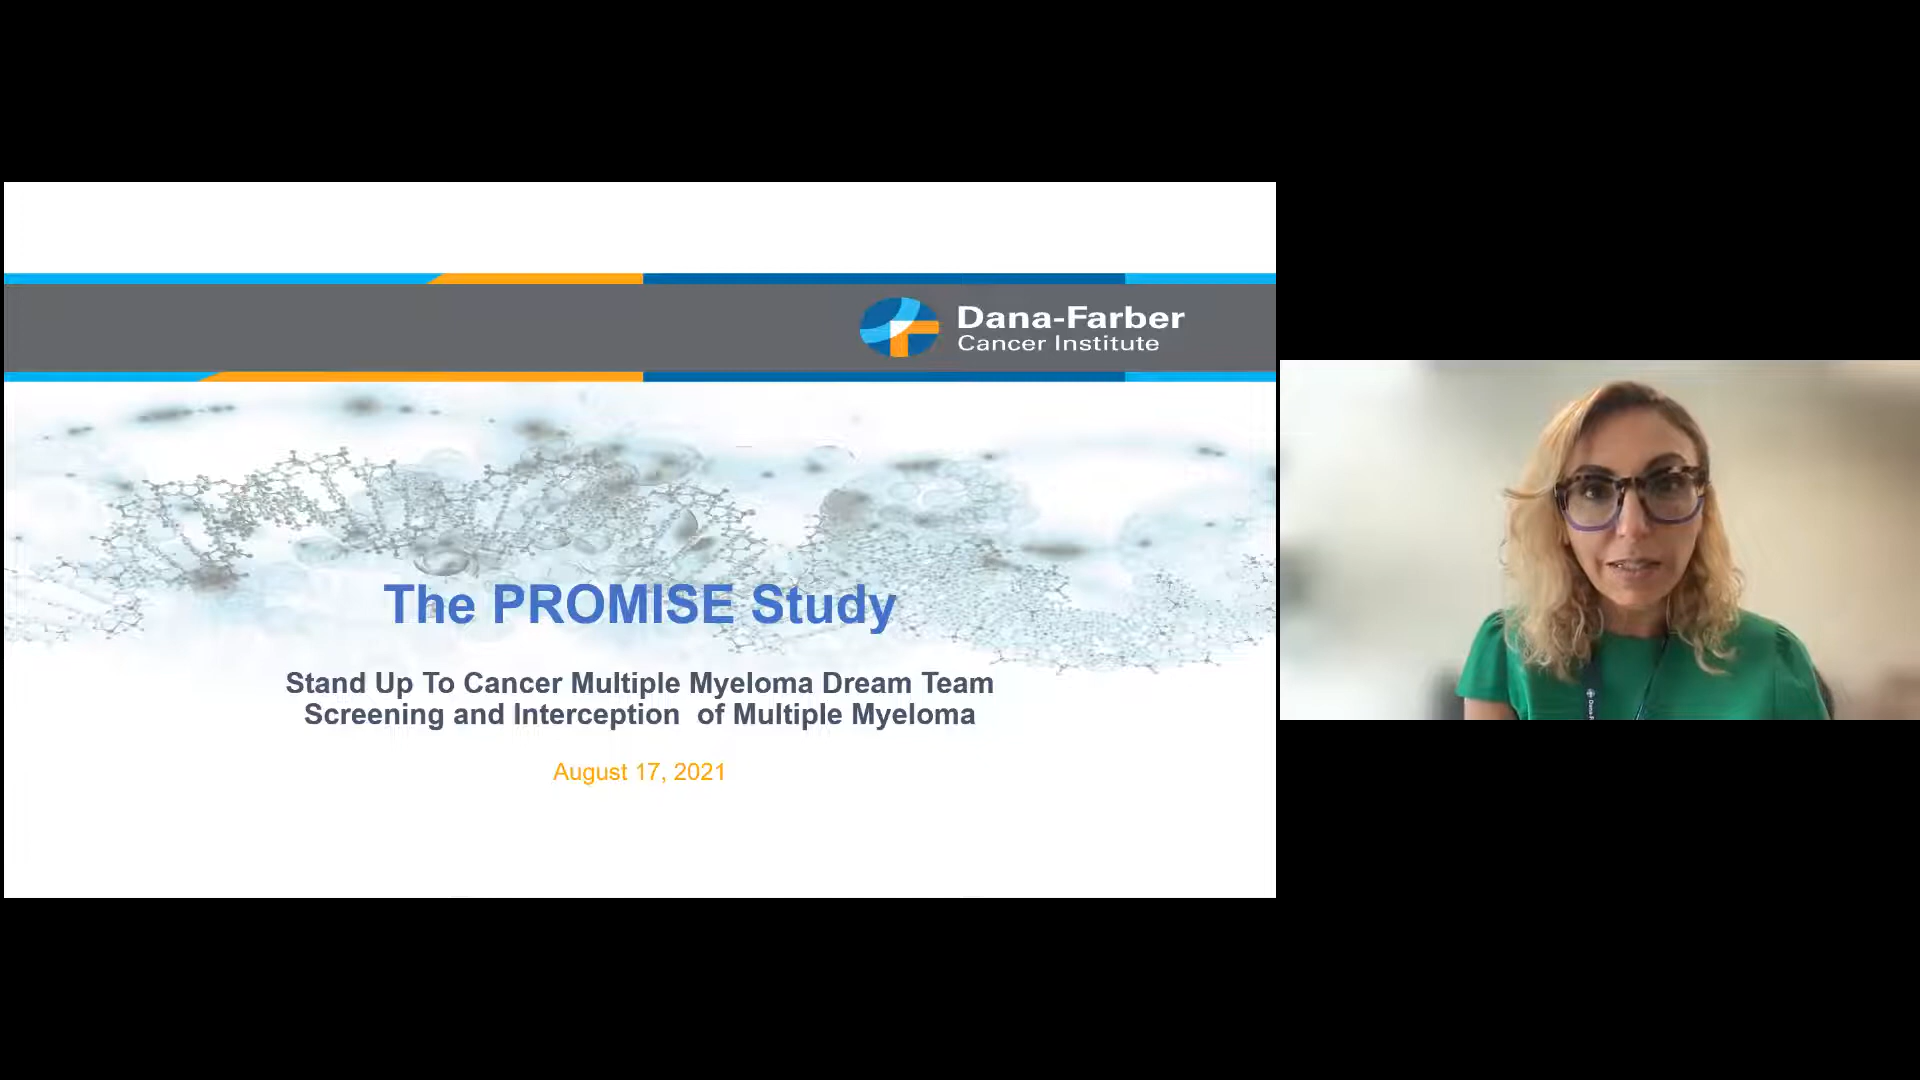 Dana-Farber
Cancer Institute
The PROMISE Study
Stand Up To Cancer Multiple Myeloma Dream Team
Screening and Interception of Multiple Myeloma
August 17, 2021